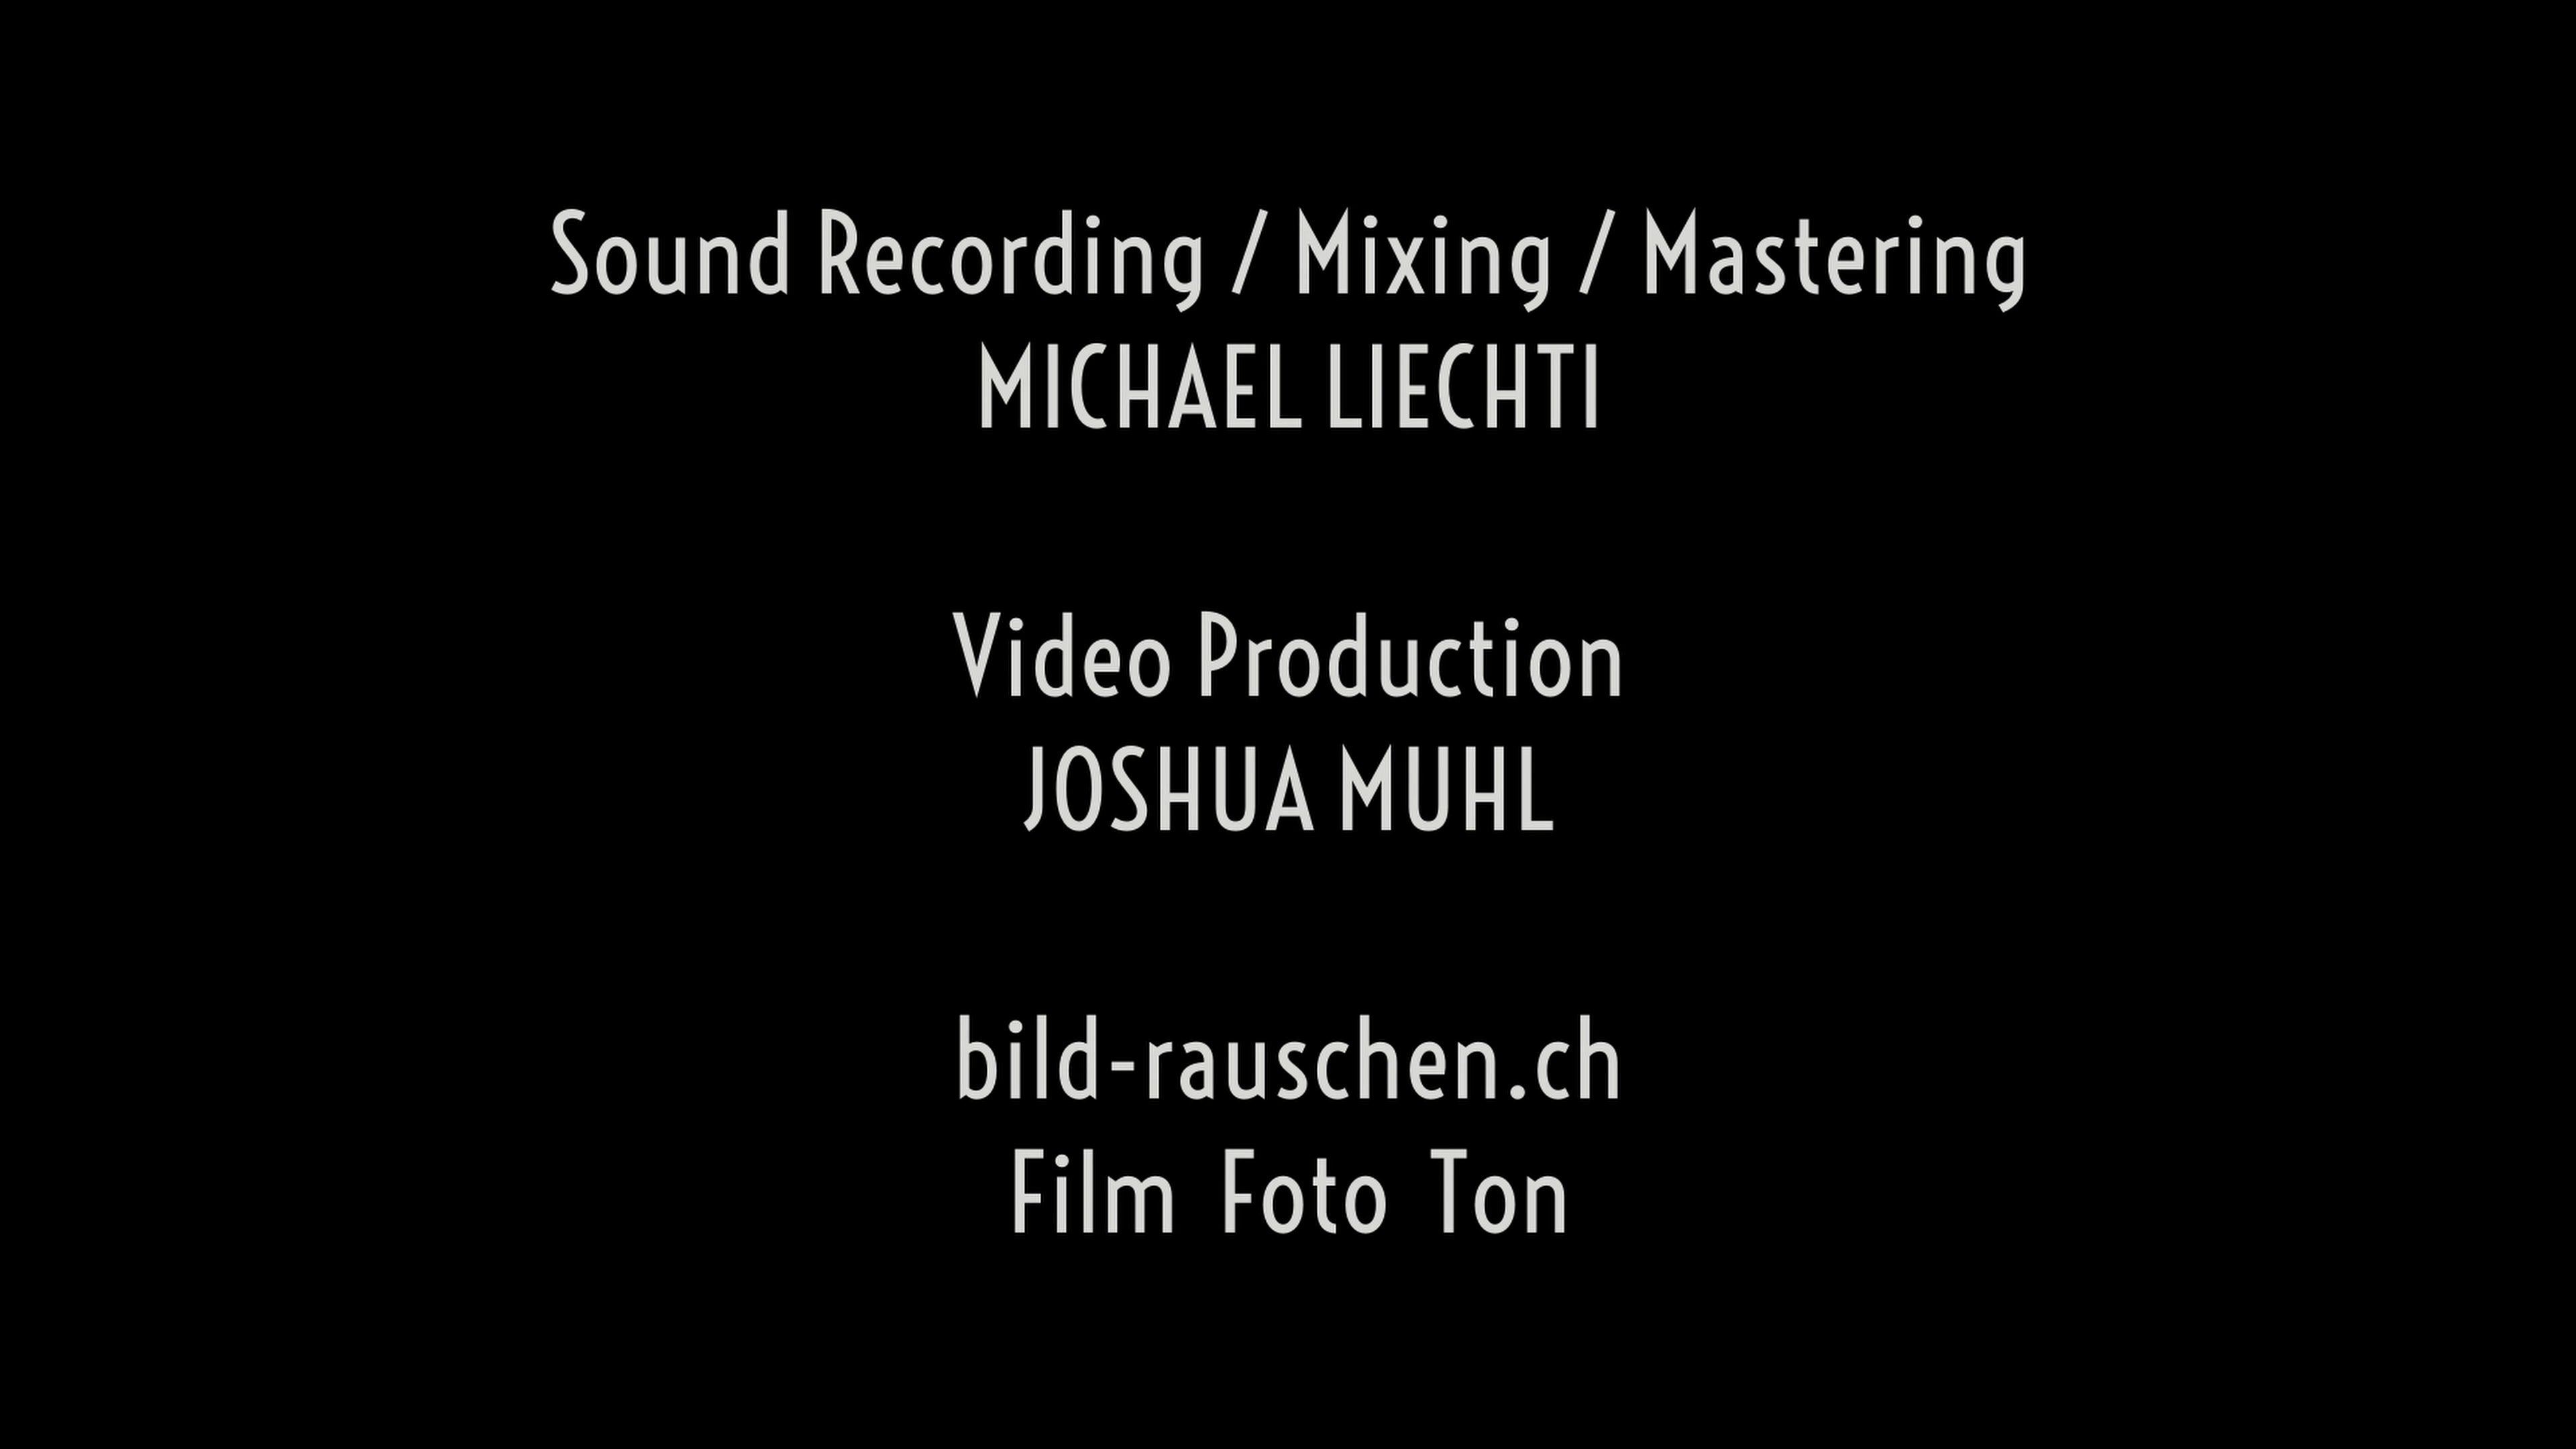 Sound Recording / Mixing / Mastering
MICHAEL LIECHTI
Video Production
JOSHUA MUHL
bild-rauschen.ch
Film Foto Ton